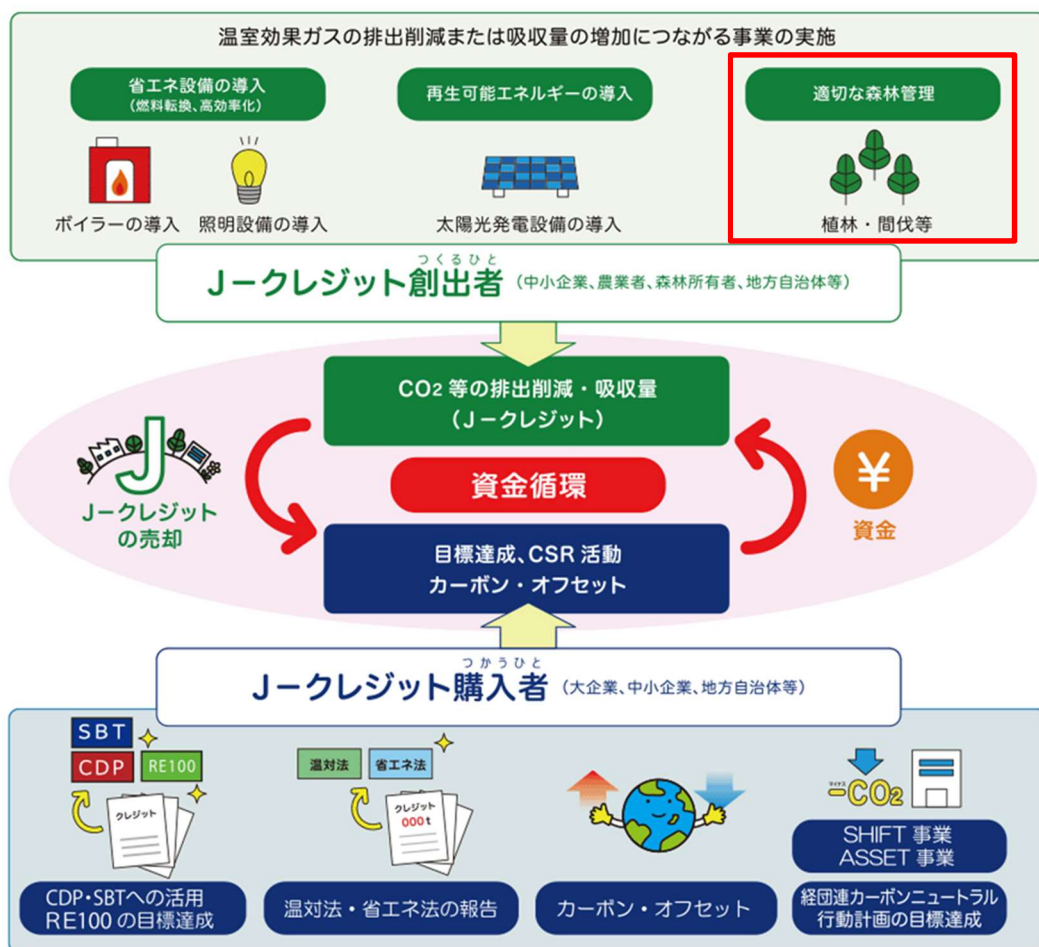 温室効果ガスの排出削減または吸収量の増加につながる事業の実施
省エネ設備の導入
(燃料転換、高効率化)
再生可能エネルギーの導入
適切な森林管理
ボイラーの導入
照明設備の導入
太陽光発電設備の導入
植林・間伐等
つくるひと
J-クレジット創出者(中小企業、農業者、森林所有者、地方自治体等)
CO2 等の排出削減・吸収量
(J-クレジット)
J
J-クレジット
の売却
資金循環
¥
資金
目標達成、CSR 活動
カーボン・オフセット
つかうひと
J-クレジット購入者(大企業、中小企業、地方自治体等)
SBT
CDP
RE100
クレジット
CDP・SBTへの活用
RE100の目標達成
温対法
省エネ法
クレジット
000t
温対法・省エネ法の報告
カーボン・オフセット
マイナス
-CO2
SHIFT 事業
ASSET 事業
経団連カーボンニュートラル
行動計画の目標達成